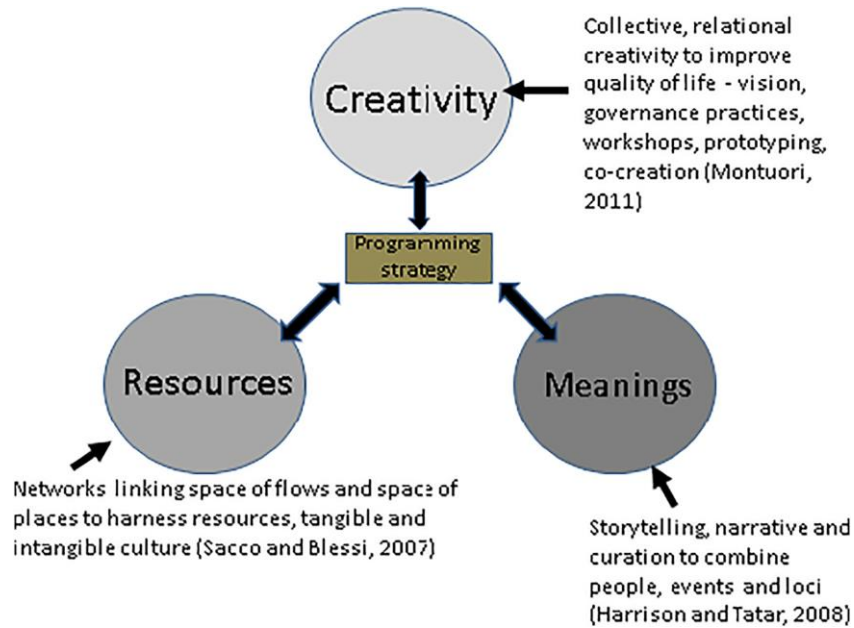 Collective, relational
creativity to improve
quality of life - vision,
governance practices,
workshops, prototyping,
co-creation (Montuori,
2011)
Creativity
Programming
strategy
Resources
Meanings
Networks linking space of flows and space of
places to harness resources, tangible and
intangible culture (Sacco and Blessi, 2007)
Storytelling, narrative and
curation to combine
people, events and loci
(Harrison and Tatar, 2008)